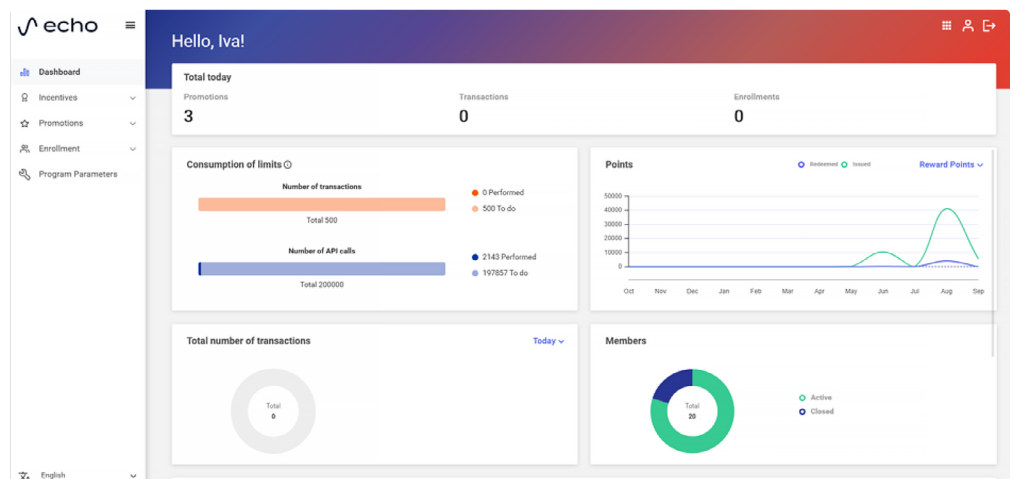 echo
Hello, Iva!
Dashboard
Incentives
Promotions
Enrollment
Program Parameters
English
Total today
Promotions
3
Transactions
0
Enrollments
0
Consumption of limits
Number of transactions
Total 500
0 Performed
500 To do
Number of API calls
Total 200000
2143 Performed
197857 To do
Points
Redeemed
Issued
Reward Points
50000
40000
30000
20000
10000
0
Oct Nov Dec Jan Feb Mar Apr May Jun Jul Aug Sep
Total number of transactions
Today
Total
0
Members
Total
20
Active
Closed